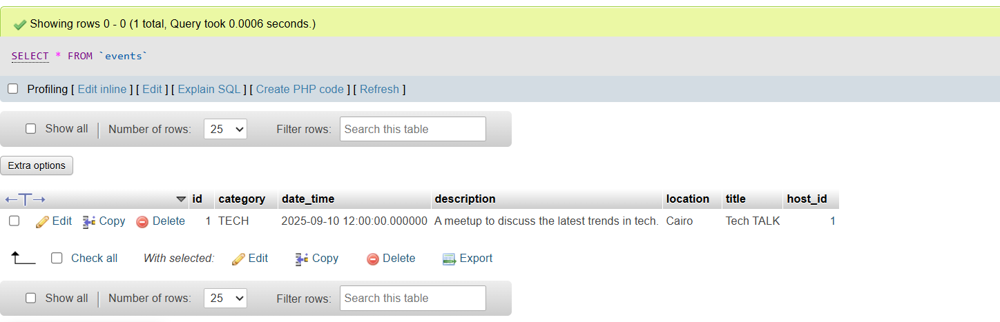 Showing rows 0 - 0 (1 total, Query took 0.0006 seconds.)
SELECT * FROM `events`
Profiling [ Edit inline ] [ Edit ] [ Explain SQL ] [ Create PHP code ] [ Refresh ]
Show all Number of rows: 25 Filter rows: Search this table
Extra options
id category date_time description location title host_id
Edit Copy Delete 1 TECH 2025-09-10 12:00:00.000000 A meetup to discuss the latest trends in tech. Cairo Tech TALK 1
Check all With selected: Edit Copy Delete Export
Show all Number of rows: 25 Filter rows: Search this table